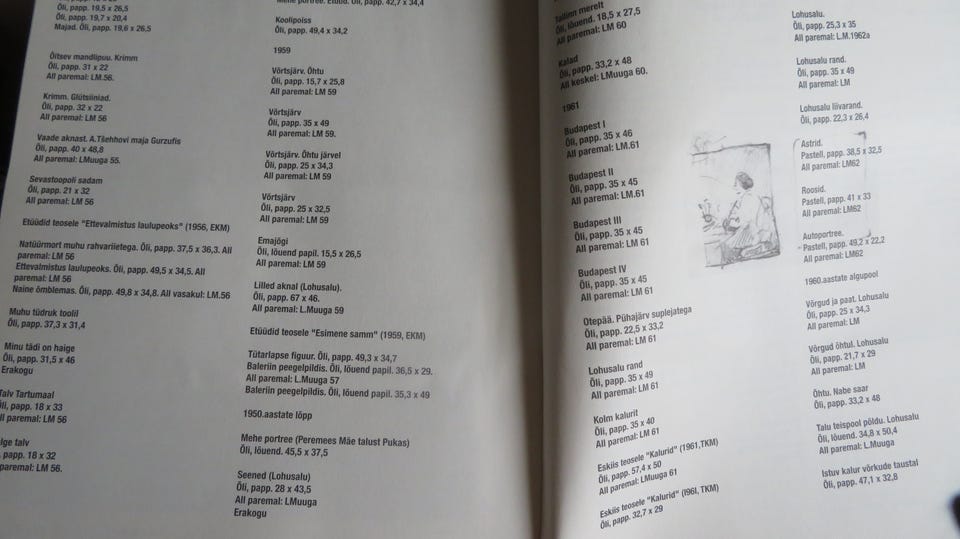 Õli, papp. 19,5 x 26,5
Õli, papp. 19,7 x 20,4
Majad. Õli, papp. 19,6 x 26,5
Õitsev mandlipuu. Krimm
Õli, papp. 31 x 22
All paremal: LM.56.
Krimm. Glütsiiniad.
Õli, papp. 32 x 22
All paremal: LM 56
Vaade aknast. A.Tšehhovi maja Gurzufis
Õli, papp. 40 x 48,8
All paremal: LMuuga 55.
Sevastoopoli sadam
Õli, papp. 21 x 32
All paremal: LM 56
Etüüdid teosele "Ettevalmistus laulupeoks" (1956, EKM)
Natüürmort muhu rahvariietega. Õli, papp. 37,5 x 36,3. All
paremal: LM 56
Ettevalmistus laulupeoks. Õli, papp. 49,5 x 34,5. All
paremal: LM 56
Naine õmblemas. Õli, papp. 49,8 x 34,8. All vasakul: LM.56
Muhu tüdruk toolil
Õli, papp. 37,3 x 31,4
Minu tädi on haige
Õli, papp. 31,5 x 46
Erakogu
Talv Tartumaal
Õli, papp. 18 x 33
All paremal: LM 56
talv
papp. 18 x 32
paremal: LM 56.
Mehe portree. Etüüd. Õli, papp. 42,7 x 34,4
Koolipoiss
Õli, papp. 49,4 x 34,2
1959
Võrtsjärv. Õhtu
Õli, papp. 15,7 x 25,8
All paremal: LM 59
Võrtsjärv
Õli, papp. 35 x 49
All paremal: LM 59.
Võrtsjärv. Õhtu järvel
Õli, papp. 25 x 34,3
All paremal: LM 59
Võrtsjärv
Õli, papp. 25 x 32,5
All paremal: LM 59
Emajõgi
Õli, lõuend papil. 15,5 x 26,5
All paremal: LM 59
Lilled aknal (Lohusalu).
Õli, papp. 67 x 46.
All paremal: L.Muuga 59
Etüüdid teosele "Esimene samm" (1959, EKM)
Tütarlapse figuur. Õli, papp. 49,3 x 34,7
Baleriin peegelpildis. Õli, lõuend papil. 36,5 x 29.
All paremal: L.Muuga 57
Baleriin peegelpildis. Õli, lõuend papil. 35,3 x 49
1950.aastate lõpp
Mehe portree (Peremees Mäe talust Pukas)
Õli, lõuend. 45,5 x 37,5
Seened (Lohusalu)
Õli, papp. 28 x 43,5
All paremal: LMuuga
Erakogu
Tallinn merelt
Õli, lõuend. 18,5 x 27,5
All paremal: LM 60
Kalad
Õli, papp. 33,2 x 48
All keskel: LMuuga 60.
1961
Budapest I
Õli, papp. 35 x 46
All paremal: LM.61
Budapest II
Õli, papp. 35 x 45
All paremal: LM.61
Budapest III
Õli, papp. 35 x 45
All paremal: LM 61
Budapest IV
Õli, papp. 35 x 45
All paremal: LM 61
Otepää. Pühajärv suplejatega
Õli, papp. 22,5 x 33,2
All paremal: LM 61
Lohusalu rand
Õli, papp. 35 x 49
All paremal: LM 61
Kolm kalurit
Õli, papp. 35 x 40
All paremal: LM 61
Eskiis teosele "Kalurid" (1961,TKM)
Õli, papp. 57,4 x 50
All paremal: LMuuga 61
Eskiis teosele "Kalurid" (I96I, TKM)
Õli, papp. 32,7 x 29
Lohusalu.
Õli, papp. 25,3 x 35
All paremal: L.M.1962a
Lohusalu rand.
Õli, papp. 35 x 49
All paremal: LM
Lohusalu liivarand.
Õli, papp. 22,3 x 26,4
Astrid.
Pastell, papp. 38,5 x 32,5
All paremal: LM62
Roosid.
Pastell, papp. 41 x 33
All paremal: LM62
Autoportree.
Pastell, papp. 49,2 x 22,2
All paremal: LM62
1960.aastate algupool
Võrgud ja paat. Lohusalu
Õli, papp. 25 x 34,3
All paremal: LM
Võrgud õhtul. Lohusalu
Õli, papp. 21,7 x 29
All paremal: LM
Õhtu. Nabe saar
Õli, papp. 33,2 x 48
Talu teispool põldu. Lohusalu
Õli, lõuend. 34,8 x 50,4
All paremal: L.Muuga
Istuv kalur võrkude taustal
Õli, papp. 47,1 x 32,8